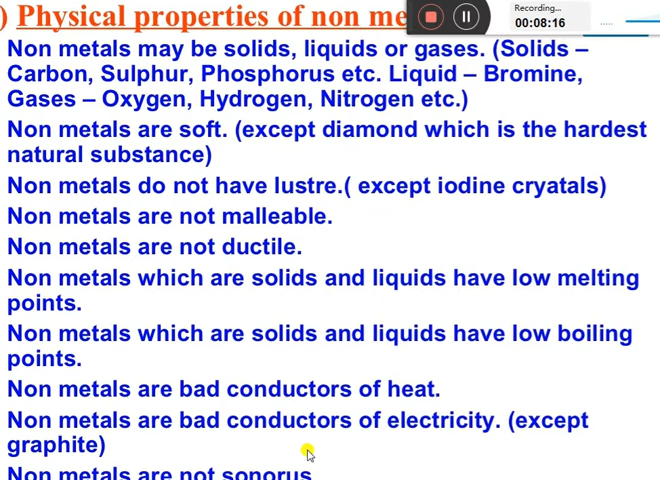 ) Physical properties of non me
Recording...
00:08:16
Non metals may be solids, liquids or gases. (Solids –
Carbon, Sulphur, Phosphorus etc. Liquid – Bromine,
Gases – Oxygen, Hydrogen, Nitrogen etc.)
Non metals are soft. (except diamond which is the hardest
natural substance)
Non metals do not have lustre.( except iodine cryatals)
Non metals are not malleable.
Non metals are not ductile.
Non metals which are solids and liquids have low melting
points.
Non metals which are solids and liquids have low boiling
points.
Non metals are bad conductors of heat.
Non metals are bad conductors of electricity. (except
graphite)
Non metals are not sonorus